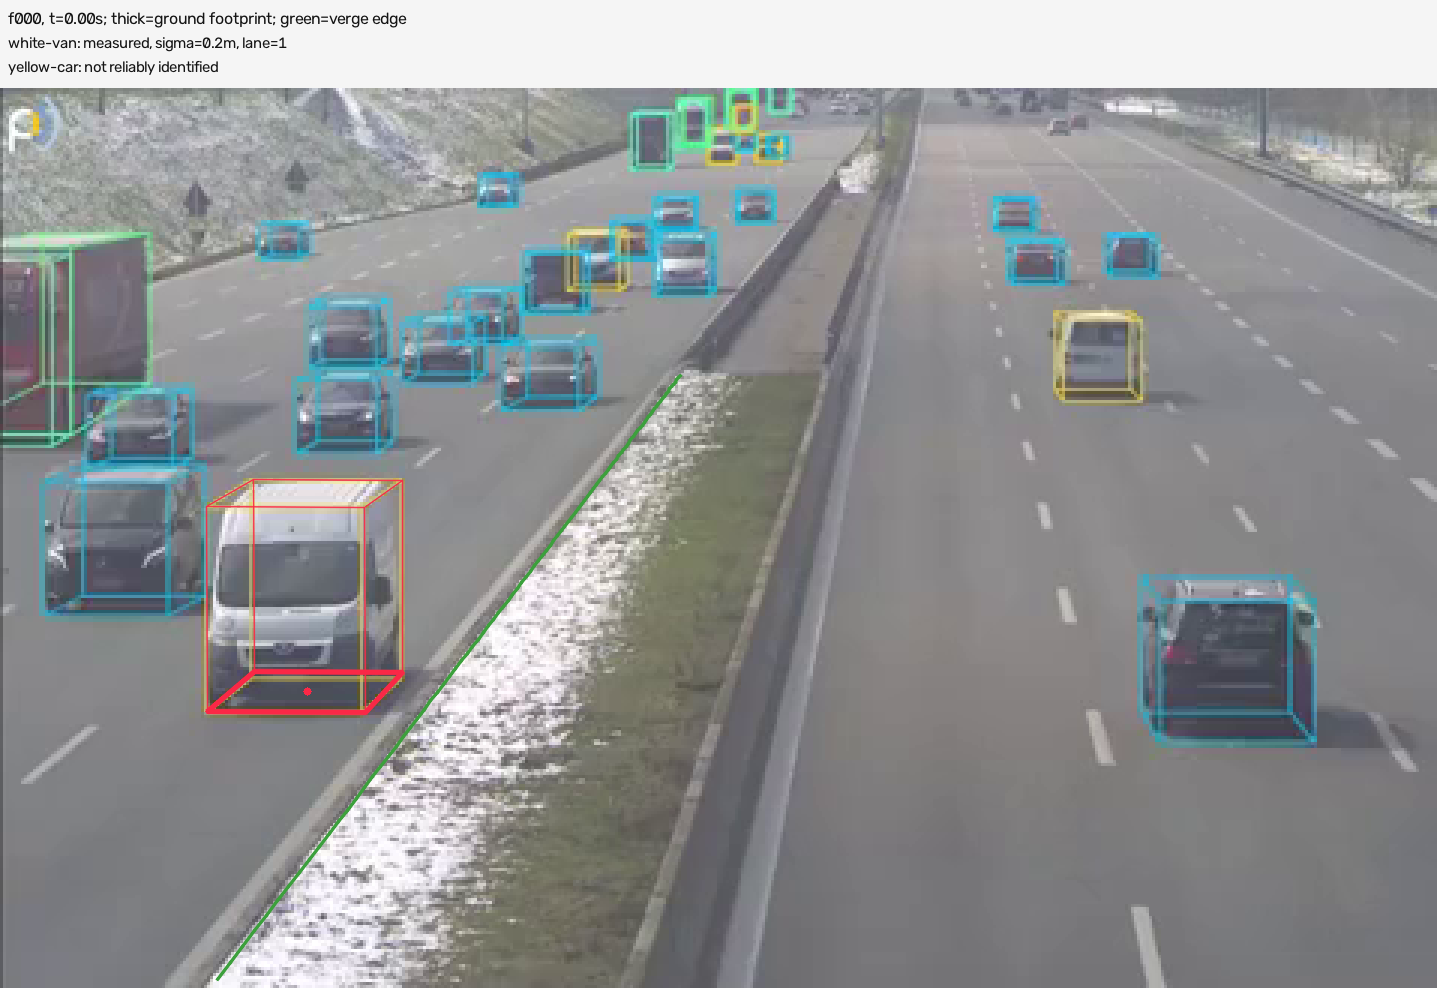 f000, t=0.00s; thick=ground footprint; green=verge edge
white-van: measured, sigma=0.2m, lane=1
yellow-car: not reliably identified